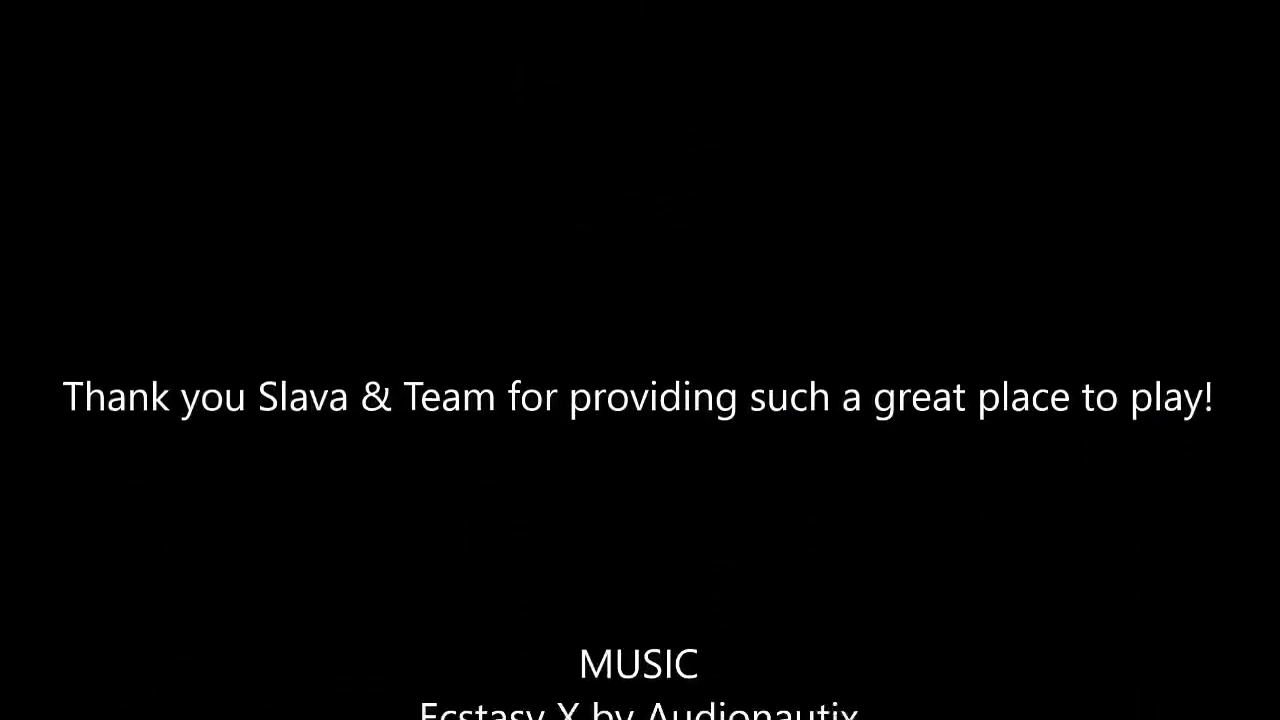 Thank you Slava & Team for providing such a great place to play!
MUSIC
Ecstasy X by Audionautix